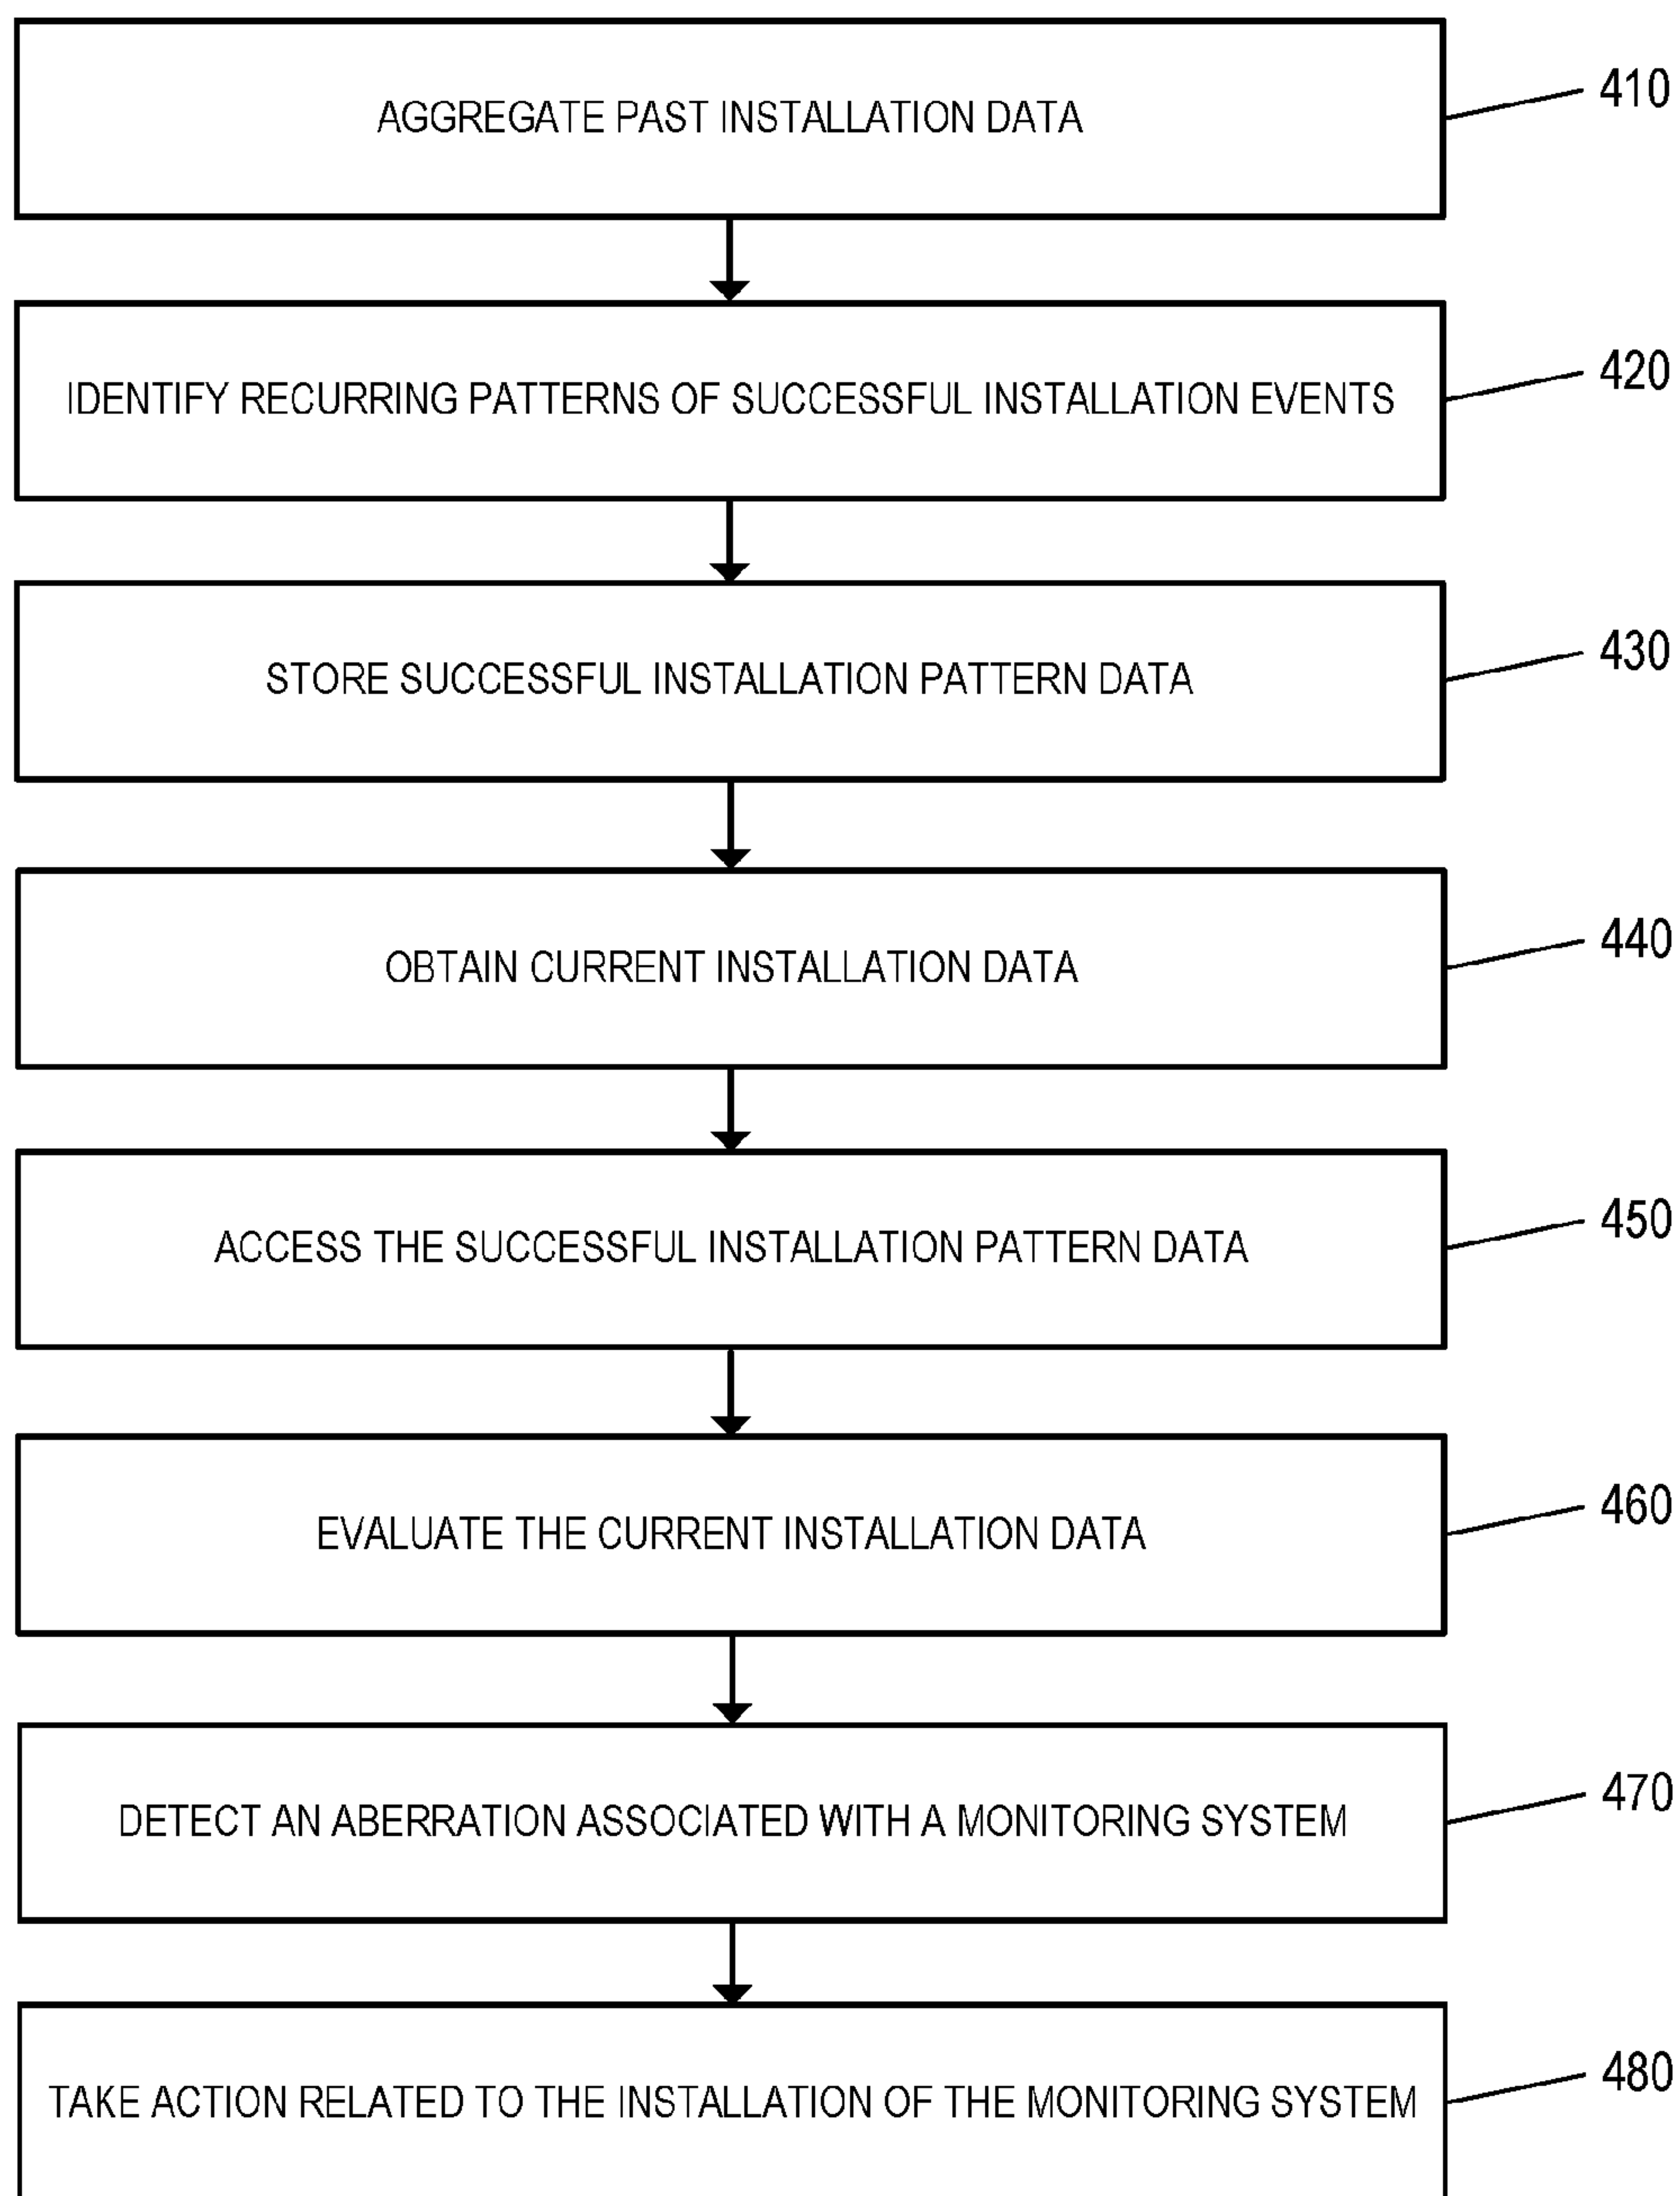 AGGREGATE PAST INSTALLATION DATA
410
IDENTIFY RECURRING PATTERNS OF SUCCESSFUL INSTALLATION EVENTS
420
STORE SUCCESSFUL INSTALLATION PATTERN DATA
430
OBTAIN CURRENT INSTALLATION DATA
440
ACCESS THE SUCCESSFUL INSTALLATION PATTERN DATA
450
EVALUATE THE CURRENT INSTALLATION DATA
460
DETECT AN ABERRATION ASSOCIATED WITH A MONITORING SYSTEM
470
TAKE ACTION RELATED TO THE INSTALLATION OF THE MONITORING SYSTEM
480